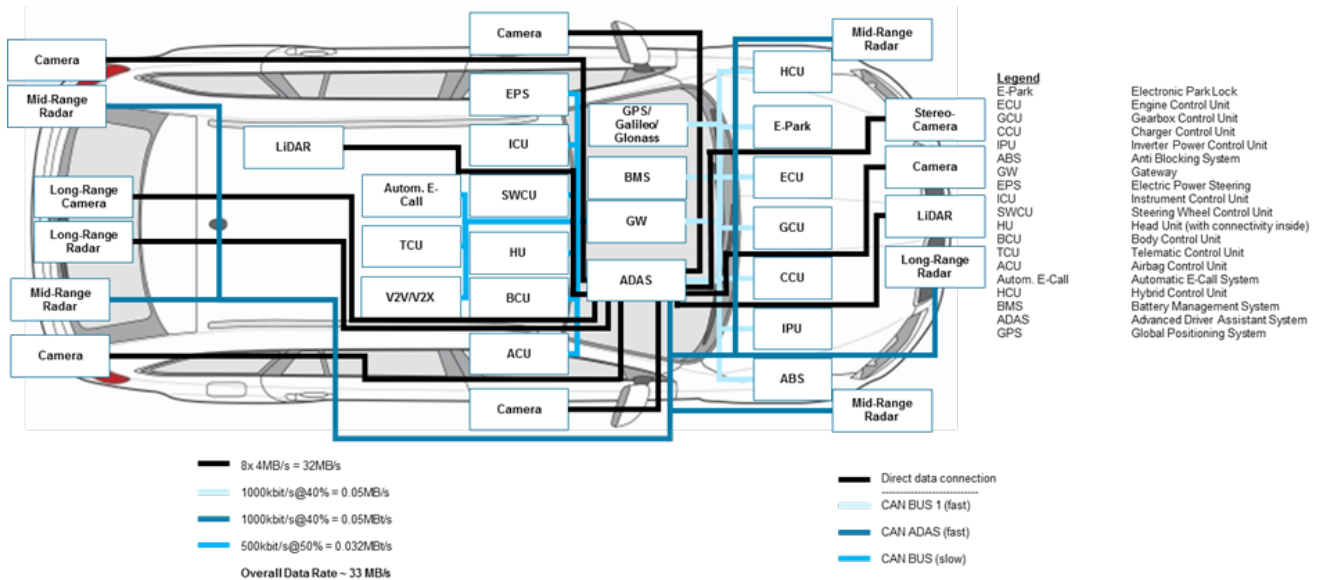 Camera
Mid-Range
Radar
Long-Range
Camera
Long-Range
Radar
Mid-Range
Radar
Camera
LiDAR
Autom. E-
Call
TCU
V2V/V2X
Camera
EPS
ICU
SWCU
HU
BCU
ACU
Camera
GPS/
Galileo/
Glonass
BMS
GW
ADAS
HCU
E-Park
ECU
GCU
CCU
IPU
ABS
Mid-Range
Radar
Stereo-
Camera
Camera
LiDAR
Long-Range
Radar
Mid-Range
Radar
Legend
E-Park Electronic Park Lock
ECU Engine Control Unit
GCU Gearbox Control Unit
CCU Charger Control Unit
IPU Inverter Power Control Unit
ABS Anti Blocking System
GW Gateway
EPS Electric Power Steering
ICU Instrument Control Unit
SWCU Steering Wheel Control Unit
HU Head Unit (with connectivity inside)
BCU Body Control Unit
TCU Telematic Control Unit
ACU Airbag Control Unit
Autom. E-Call Automatic E-Call System
HCU Hybrid Control Unit
BMS Battery Management System
ADAS Advanced Driver Assistant System
GPS Global Positioning System
8x 4MB/s = 32MB/s
1000kbit/s@40% = 0.05MB/s
1000kbit/s@40% = 0.05MBt/s
500kbit/s@50% = 0.032MBt/s
Overall Data Rate ~ 33 MB/s
Direct data connection
CAN BUS 1 (fast)
CAN ADAS (fast)
CAN BUS (slow)